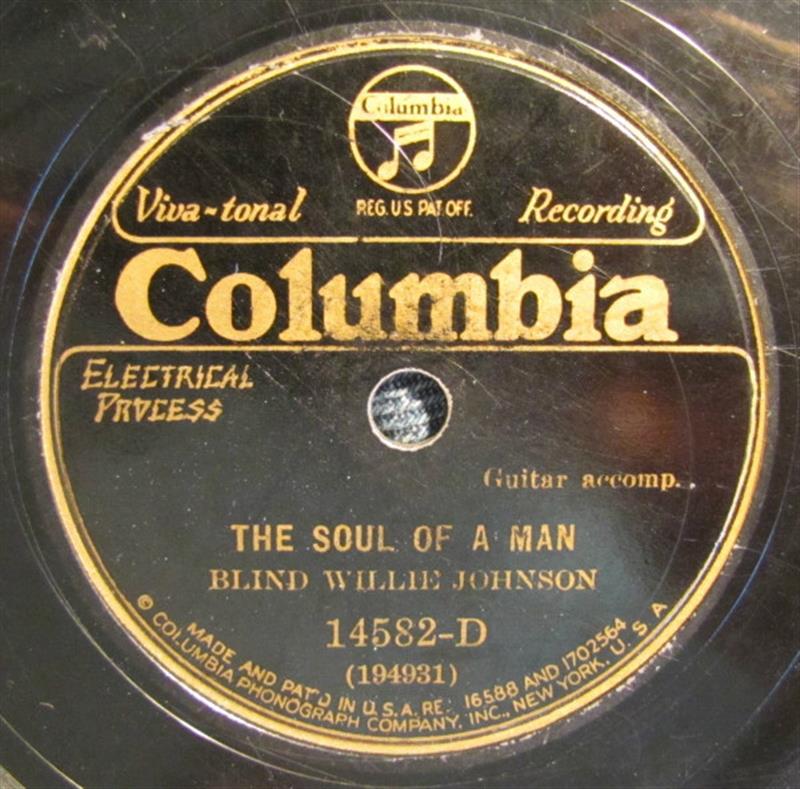 Columbia
REG. U.S. PAT. OFF.
Viva-tonal Recording
Columbia
ELECTRICAL
PROCESS
Guitar accomp.
THE SOUL OF A MAN
BLIND WILLIE JOHNSON
14582-D
(194931)
MADE AND PAT'D IN U.S.A. RE. 16588 AND 1702564
© COLUMBIA PHONOGRAPH COMPANY, INC., NEW YORK, U.S.A